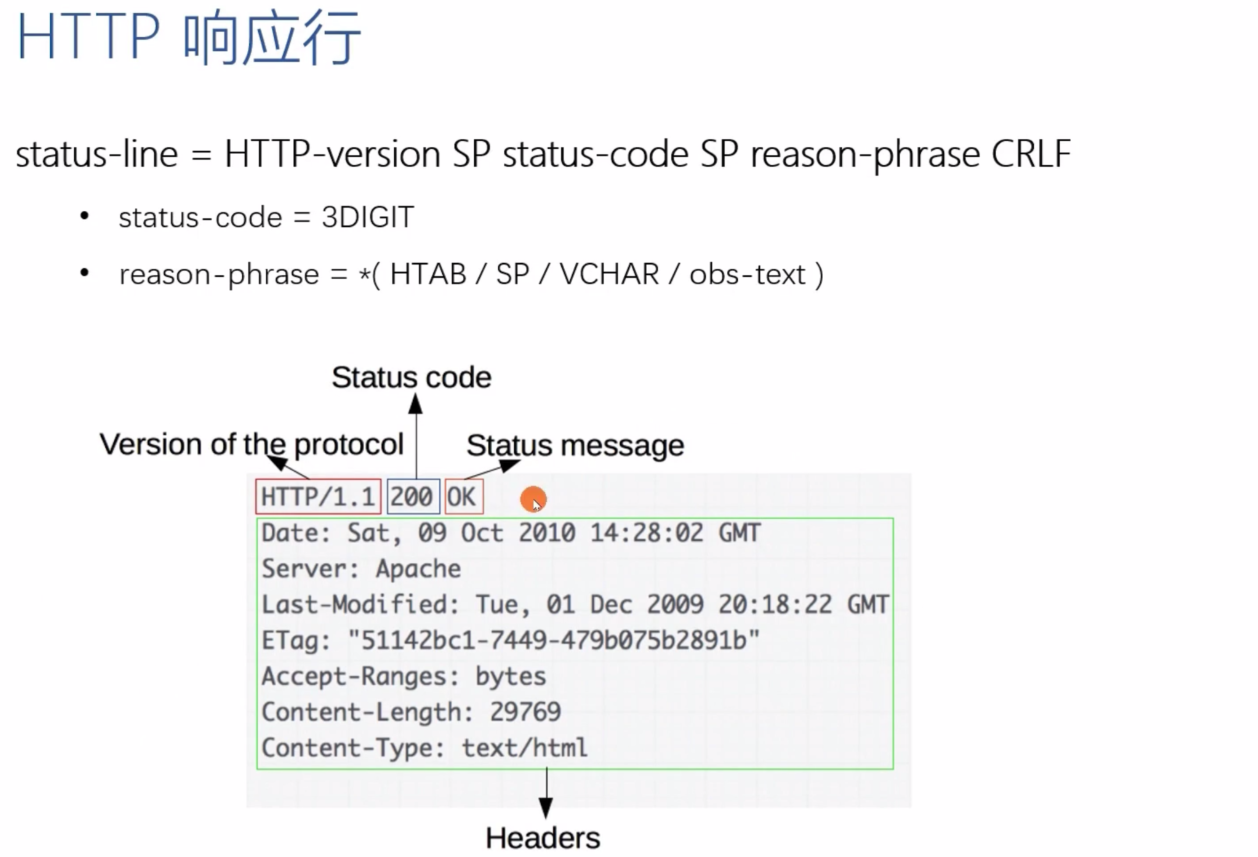 HTTP 响应行
status-line = HTTP-version SP status-code SP reason-phrase CRLF
• status-code = 3DIGIT
• reason-phrase = *( HTAB / SP / VCHAR / obs-text )
Status code
Version of the protocol
Status message
HTTP/1.1 200 OK
Date: Sat, 09 Oct 2010 14:28:02 GMT
Server: Apache
Last-Modified: Tue, 01 Dec 2009 20:18:22 GMT
ETag: "51142bc1-7449-479b075b2891b"
Accept-Ranges: bytes
Content-Length: 29769
Content-Type: text/html
Headers